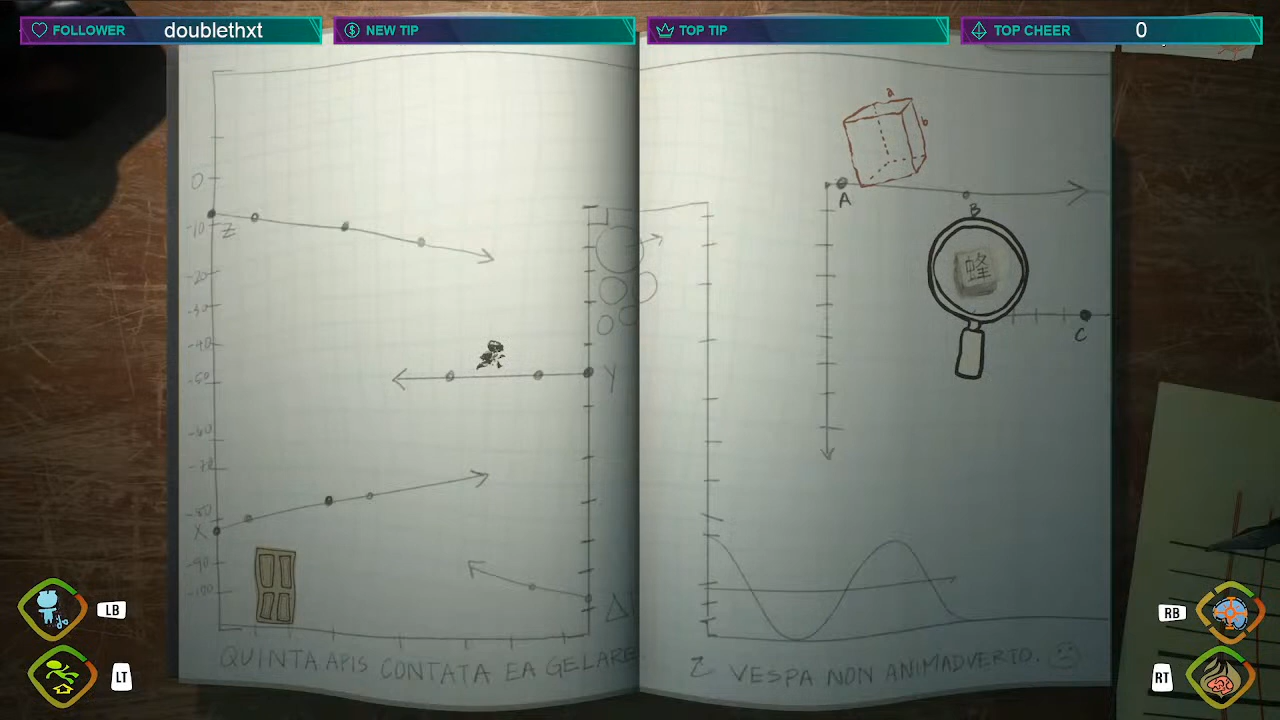 FOLLOWER doublethxt
NEW TIP
TOP TIP
TOP CHEER 0
a
b
0
A
B
-10
Z
-20
-30
蜂
C
-40
-50
Y
-60
-70
-80
X
-90
-100
Δ
LB
RB
LT
RT
QUINTA APIS CONTATA EA GELARE
Z VESPA NON ANIMADVERTO.